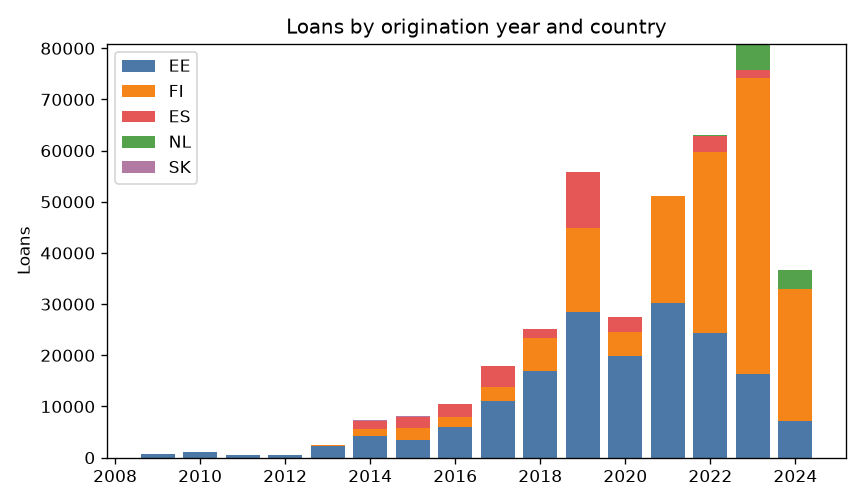 Loans by origination year and country
EE
FI
ES
NL
SK
Loans
80000
70000
60000
50000
40000
30000
20000
10000
0
2008 2010 2012 2014 2016 2018 2020 2022 2024